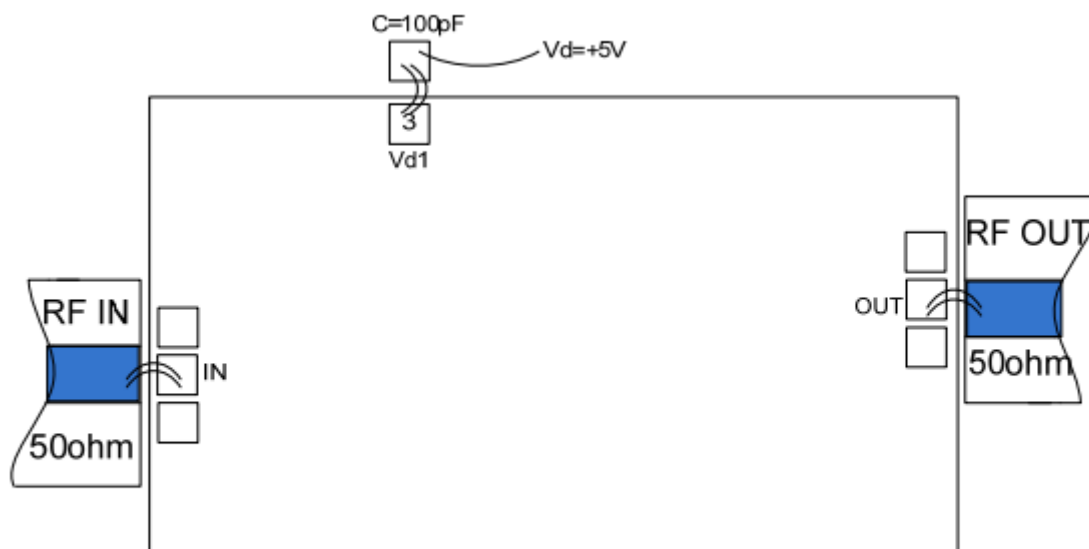 C=100pF
Vd=+5V
3
Vd1
RF OUT
OUT
50ohm
RF IN
IN
50ohm